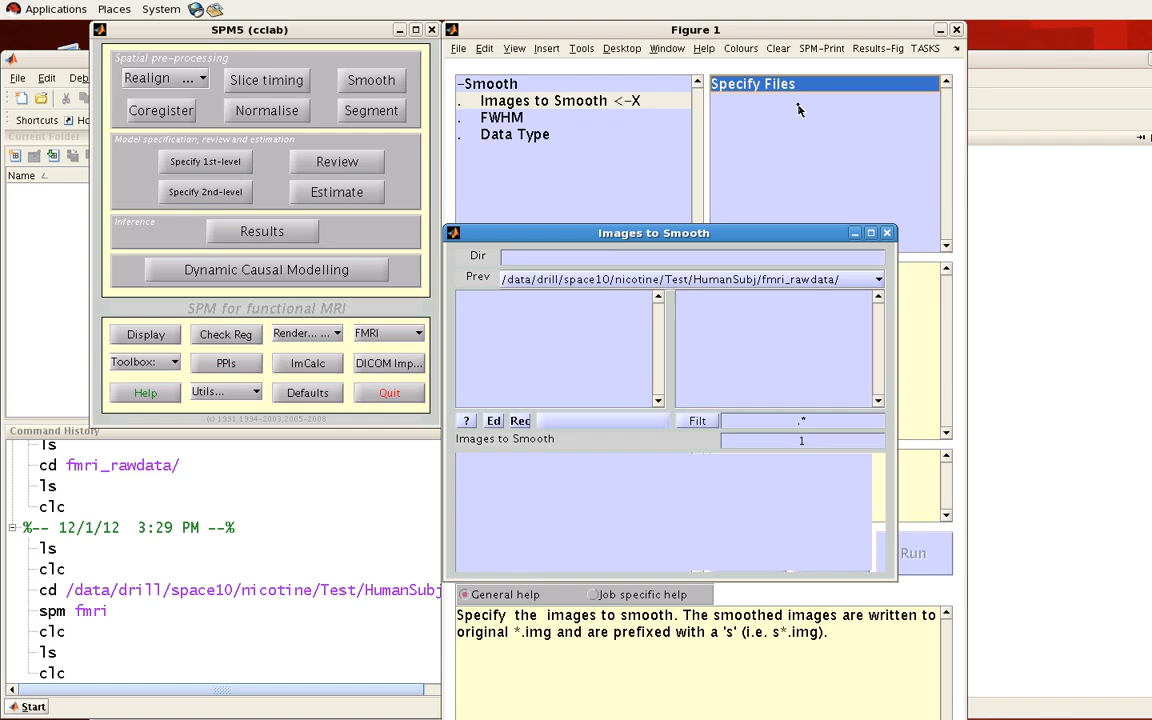 Applications Places System
SPM5 (cclab)
Spatial pre-processing
Realign ...
Slice timing
Smooth
Coregister
Normalise
Segment
Model specification, review and estimation
Specify 1st-level
Review
Specify 2nd-level
Estimate
Inference
Results
Dynamic Causal Modelling
SPM for functional MRI
Display
Check Reg
Render... ...
FMRI
Toolbox:
PPIs
ImCalc
DICOM Imp...
Help
Utils...
Defaults
Quit
(c) 1991,1994-2003,2005-2008
File Edit Deb
Shortcuts
Current Folder
Name
Command History
ls
cd fmri_rawdata/
ls
clc
%-- 12/1/12 3:29 PM --%
ls
clc
cd /data/drill/space10/nicotine/Test/HumanSubj
spm fmri
clc
ls
clc
Start
Figure 1
File Edit View Insert Tools Desktop Window Help Colours Clear SPM-Print Results-Fig TASKS
-Smooth
. Images to Smooth <-X
. FWHM
. Data Type
Specify Files
Images to Smooth
Dir
Prev /data/drill/space10/nicotine/Test/HumanSubj/fmri_rawdata/
? Ed Rec
Filt .*
Images to Smooth 1
Run
General help
Job specific help
Specify the images to smooth. The smoothed images are written to
original *.img and are prefixed with a 's' (i.e. s*.img).